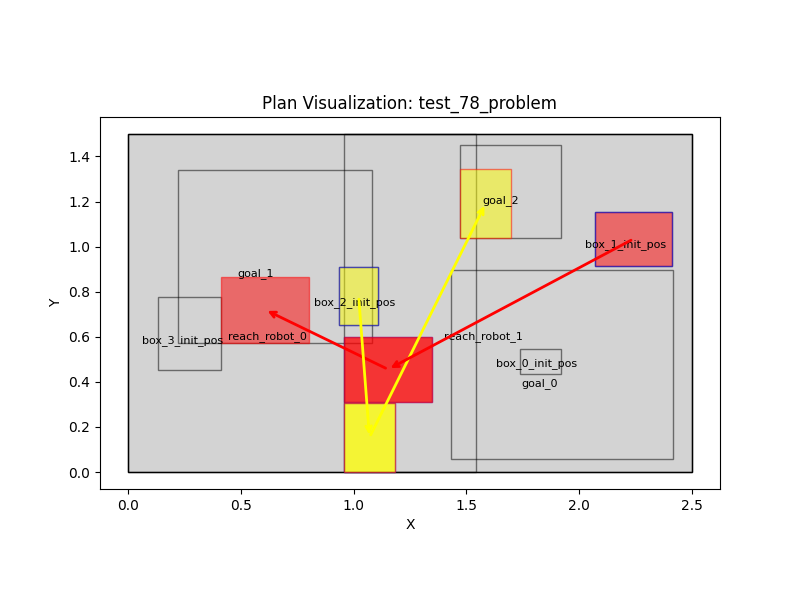 Plan Visualization: test_78_problem
Y
1.4
1.2
1.0
0.8
0.6
0.4
0.2
0.0
goal_2
box_1_init_pos
goal_1
box_2_init_pos
box_3_init_pos
reach_robot_0
reach_robot_1
box_0_init_pos
goal_0
0.0 0.5 1.0 1.5 2.0 2.5
X